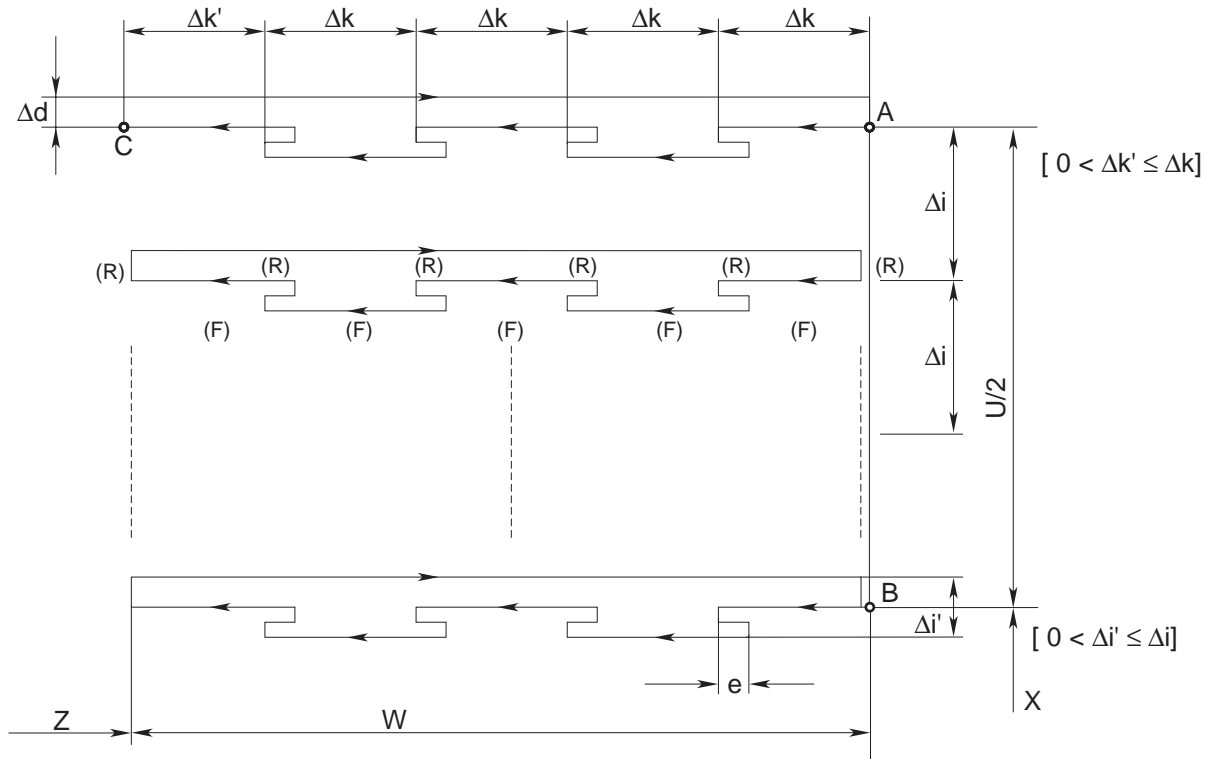 Δk' Δk Δk Δk Δk
Δd
A
C
[ 0 < Δk' ≤ Δk]
Δi
(R) (R) (R) (R) (R) (R)
(F) (F) (F) (F) (F)
Δi
U/2
B
Δi'
[ 0 < Δi' ≤ Δi]
e
X
Z W